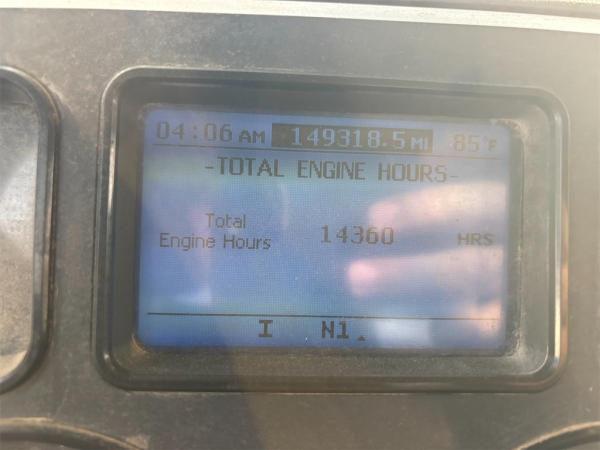 04:06 AM 149318.5 MI 85°F
-TOTAL ENGINE HOURS-
Total
Engine Hours 14360 HRS
I N1